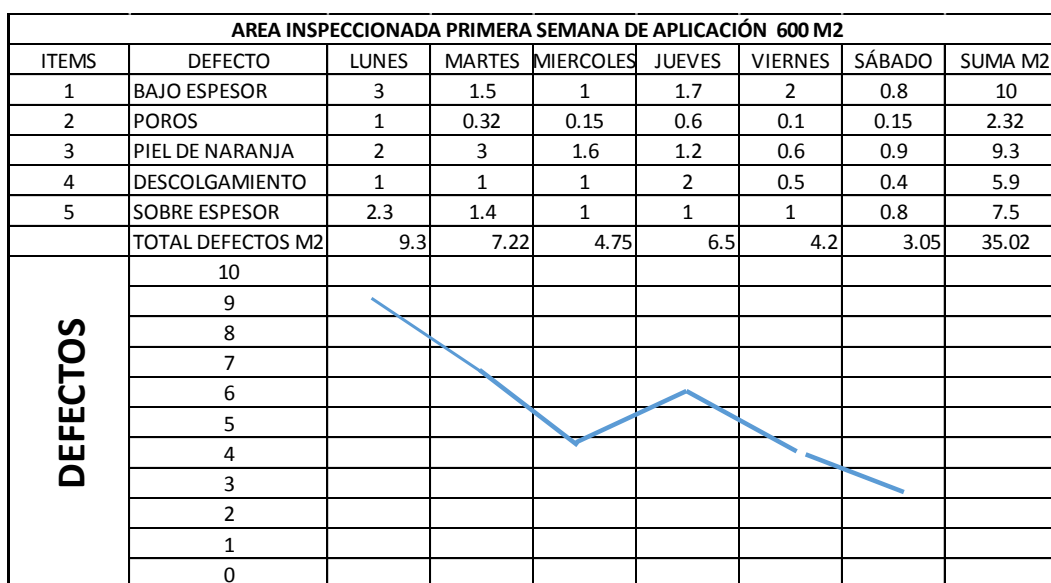 AREA INSPECCIONADA PRIMERA SEMANA DE APLICACIÓN 600 M2
ITEMS DEFECTO LUNES MARTES MIERCOLES JUEVES VIERNES SÁBADO SUMA M2
1 BAJO ESPESOR 3 1.5 1 1.7 2 0.8 10
2 POROS 1 0.32 0.15 0.6 0.1 0.15 2.32
3 PIEL DE NARANJA 2 3 1.6 1.2 0.6 0.9 9.3
4 DESCOLGAMIENTO 1 1 1 2 0.5 0.4 5.9
5 SOBRE ESPESOR 2.3 1.4 1 1 1 0.8 7.5
TOTAL DEFECTOS M2 9.3 7.22 4.75 6.5 4.2 3.05 35.02
DEFECTOS
10
9
8
7
6
5
4
3
2
1
0